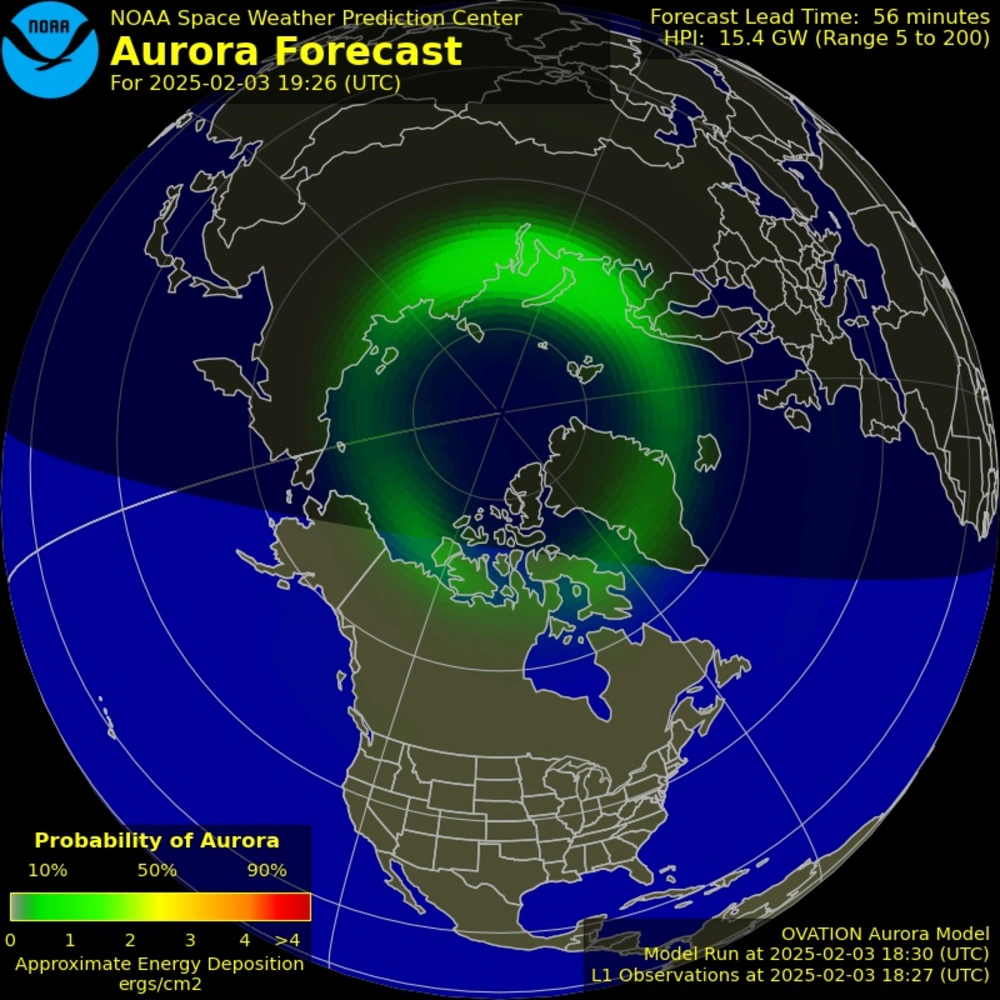 NOAA
NOAA Space Weather Prediction Center
Aurora Forecast
For 2025-02-03 19:26 (UTC)
Forecast Lead Time: 56 minutes
HPI: 15.4 GW (Range 5 to 200)
Probability of Aurora
10% 50% 90%
0 1 2 3 4 >4
Approximate Energy Deposition
ergs/cm2
OVATION Aurora Model
Model Run at 2025-02-03 18:30 (UTC)
L1 Observations at 2025-02-03 18:27 (UTC)